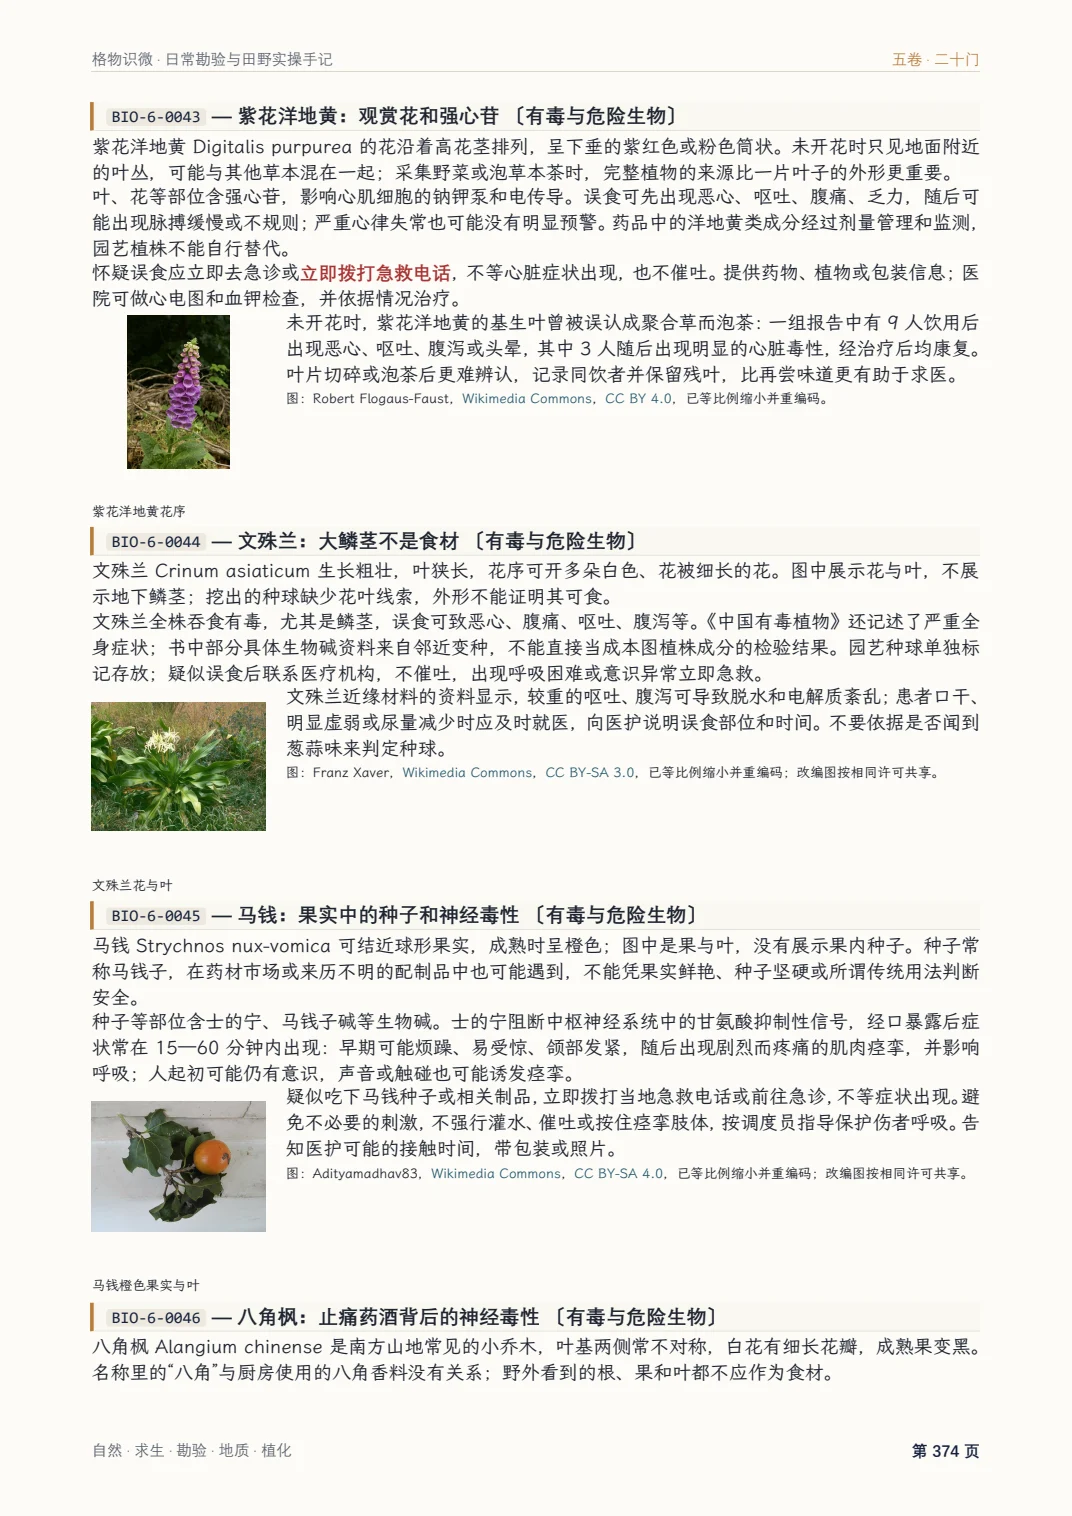 格物识微 · 日常勘验与田野实操手记
五卷 · 二十门
BIO-6-0043 — 紫花洋地黄：观赏花和强心苷 〔有毒与危险生物〕
紫花洋地黄 Digitalis purpurea 的花沿着高花茎排列，呈下垂的紫红色或粉色筒状。未开花时只见地面附近
的叶丛，可能与其他草本混在一起；采集野菜或泡草本茶时，完整植物的来源比一片叶子的外形更重要。
叶、花等部位含强心苷，影响心肌细胞的钠钾泵和电传导。误食可先出现恶心、呕吐、腹痛、乏力，随后可
能出现脉搏缓慢或不规则；严重心律失常也可能没有明显预警。药品中的洋地黄类成分经过剂量管理和监测，
园艺植株不能自行替代。
怀疑误食应立即去急诊或立即拨打急救电话，不等心脏症状出现，也不催吐。提供药物、植物或包装信息；医
院可做心电图和血钾检查，并依据情况治疗。
未开花时，紫花洋地黄的基生叶曾被误认成聚合草而泡茶：一组报告中有 9 人饮用后
出现恶心、呕吐、腹泻或头晕，其中 3 人随后出现明显的心脏毒性，经治疗后均康复。
叶片切碎或泡茶后更难辨认，记录同饮者并保留残叶，比再尝味道更有助于求医。
图：Robert Flogaus-Faust，Wikimedia Commons，CC BY 4.0，已等比例缩小并重编码。
紫花洋地黄花序
BIO-6-0044 — 文殊兰：大鳞茎不是食材 〔有毒与危险生物〕
文殊兰 Crinum asiaticum 生长粗壮，叶狭长，花序可开多朵白色、花被细长的花。图中展示花与叶，不展
示地下鳞茎；挖出的种球缺少花叶线索，外形不能证明其可食。
文殊兰全株吞食有毒，尤其是鳞茎，误食可致恶心、腹痛、呕吐、腹泻等。《中国有毒植物》还记述了严重全
身症状；书中部分具体生物碱资料来自邻近变种，不能直接当成本图植株成分的检验结果。园艺种球单独标
记存放；疑似误食后联系医疗机构，不催吐，出现呼吸困难或意识异常立即急救。
文殊兰近缘材料的资料显示，较重的呕吐、腹泻可导致脱水和电解质紊乱；患者口干、
明显虚弱或尿量减少时应及时就医，向医护说明误食部位和时间。不要依据是否闻到
葱蒜味来判定种球。
图：Franz Xaver，Wikimedia Commons，CC BY-SA 3.0，已等比例缩小并重编码；改编图按相同许可共享。
文殊兰花与叶
BIO-6-0045 — 马钱：果实中的种子和神经毒性 〔有毒与危险生物〕
马钱 Strychnos nux-vomica 可结近球形果实，成熟时呈橙色；图中是果与叶，没有展示果内种子。种子常
称马钱子，在药材市场或来历不明的配制品中也可能遇到，不能凭果实鲜艳、种子坚硬或所谓传统用法判断
安全。
种子等部位含士的宁、马钱子碱等生物碱。士的宁阻断中枢神经系统中的甘氨酸抑制性信号，经口暴露后症
状常在 15—60 分钟内出现：早期可能烦躁、易受惊、颌部发紧，随后出现剧烈而疼痛的肌肉痉挛，并影响
呼吸；人起初可能仍有意识，声音或触碰也可能诱发痉挛。
疑似吃下马钱种子或相关制品，立即拨打当地急救电话或前往急诊，不等症状出现。避
免不必要的刺激，不强行灌水、催吐或按住痉挛肢体，按调度员指导保护伤者呼吸。告
知医护可能的接触时间，带包装或照片。
图：Adityamadhav83，Wikimedia Commons，CC BY-SA 4.0，已等比例缩小并重编码；改编图按相同许可共享。
马钱橙色果实与叶
BIO-6-0046 — 八角枫：止痛药酒背后的神经毒性 〔有毒与危险生物〕
八角枫 Alangium chinense 是南方山地常见的小乔木，叶基两侧常不对称，白花有细长花瓣，成熟果变黑。
名称里的“八角”与厨房使用的八角香料没有关系；野外看到的根、果和叶都不应作为食材。
自然 · 求生 · 勘验 · 地质 · 植化
第 374 页